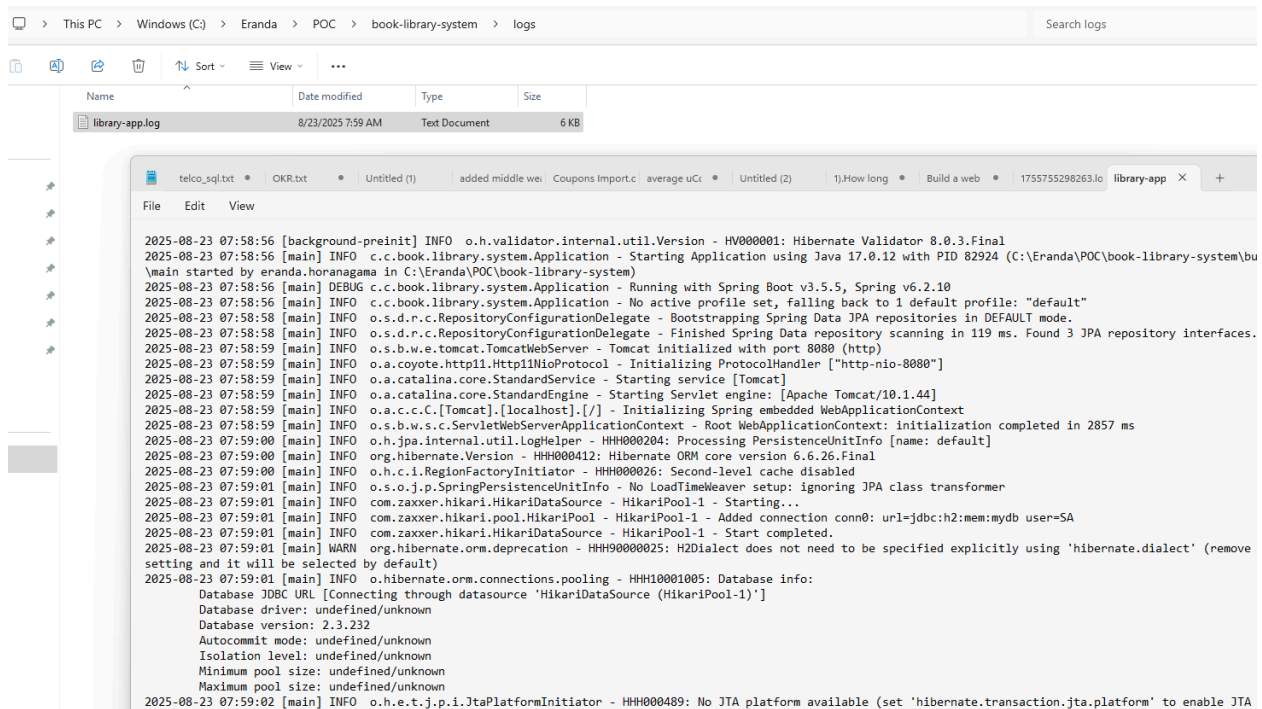 This PC > Windows (C:) > Eranda > POC > book-library-system > logs
Search logs
Sort
View
Name
Date modified
Type
Size
library-app.log
8/23/2025 7:59 AM
Text Document
6 KB
telco_sql.txt
OKR.txt
Untitled (1)
added middle wea
Coupons Import.c
average uCo
Untitled (2)
1).How long
Build a web
1755755298263.lo
library-app
File
Edit
View
2025-08-23 07:58:56 [background-preinit] INFO o.h.validator.internal.util.Version - HV000001: Hibernate Validator 8.0.3.Final
2025-08-23 07:58:56 [main] INFO c.c.book.library.system.Application - Starting Application using Java 17.0.12 with PID 82924 (C:\Eranda\POC\book-library-system\bu
\main started by eranda.horanagama in C:\Eranda\POC\book-library-system)
2025-08-23 07:58:56 [main] DEBUG c.c.book.library.system.Application - Running with Spring Boot v3.5.5, Spring v6.2.10
2025-08-23 07:58:56 [main] INFO c.c.book.library.system.Application - No active profile set, falling back to 1 default profile: "default"
2025-08-23 07:58:58 [main] INFO o.s.d.r.c.RepositoryConfigurationDelegate - Bootstrapping Spring Data JPA repositories in DEFAULT mode.
2025-08-23 07:58:58 [main] INFO o.s.d.r.c.RepositoryConfigurationDelegate - Finished Spring Data repository scanning in 119 ms. Found 3 JPA repository interfaces.
2025-08-23 07:58:59 [main] INFO o.s.b.w.e.tomcat.TomcatWebServer - Tomcat initialized with port 8080 (http)
2025-08-23 07:58:59 [main] INFO o.a.coyote.http11.Http11NioProtocol - Initializing ProtocolHandler ["http-nio-8080"]
2025-08-23 07:58:59 [main] INFO o.a.catalina.core.StandardService - Starting service [Tomcat]
2025-08-23 07:58:59 [main] INFO o.a.catalina.core.StandardEngine - Starting Servlet engine: [Apache Tomcat/10.1.44]
2025-08-23 07:58:59 [main] INFO o.a.c.c.C.[Tomcat].[localhost].[/] - Initializing Spring embedded WebApplicationContext
2025-08-23 07:58:59 [main] INFO o.s.b.w.s.c.ServletWebServerApplicationContext - Root WebApplicationContext: initialization completed in 2857 ms
2025-08-23 07:59:00 [main] INFO o.h.jpa.internal.util.LogHelper - HHH000204: Processing PersistenceUnitInfo [name: default]
2025-08-23 07:59:00 [main] INFO org.hibernate.Version - HHH000412: Hibernate ORM core version 6.6.26.Final
2025-08-23 07:59:00 [main] INFO o.h.c.i.RegionFactoryInitiator - HHH000026: Second-level cache disabled
2025-08-23 07:59:01 [main] INFO o.s.o.j.p.SpringPersistenceUnitInfo - No LoadTimeWeaver setup: ignoring JPA class transformer
2025-08-23 07:59:01 [main] INFO com.zaxxer.hikari.HikariDataSource - HikariPool-1 - Starting...
2025-08-23 07:59:01 [main] INFO com.zaxxer.hikari.pool.HikariPool - HikariPool-1 - Added connection conn0: url=jdbc:h2:mem:mydb user=SA
2025-08-23 07:59:01 [main] INFO com.zaxxer.hikari.HikariDataSource - HikariPool-1 - Start completed.
2025-08-23 07:59:01 [main] WARN org.hibernate.orm.deprecation - HHH90000025: H2Dialect does not need to be specified explicitly using 'hibernate.dialect' (remove
setting and it will be selected by default)
2025-08-23 07:59:01 [main] INFO o.hibernate.orm.connections.pooling - HHH10001005: Database info:
Database JDBC URL [Connecting through datasource 'HikariDataSource (HikariPool-1)']
Database driver: undefined/unknown
Database version: 2.3.232
Autocommit mode: undefined/unknown
Isolation level: undefined/unknown
Minimum pool size: undefined/unknown
Maximum pool size: undefined/unknown
2025-08-23 07:59:02 [main] INFO o.h.e.t.j.p.i.JtaPlatformInitiator - HHH000489: No JTA platform available (set 'hibernate.transaction.jta.platform' to enable JTA